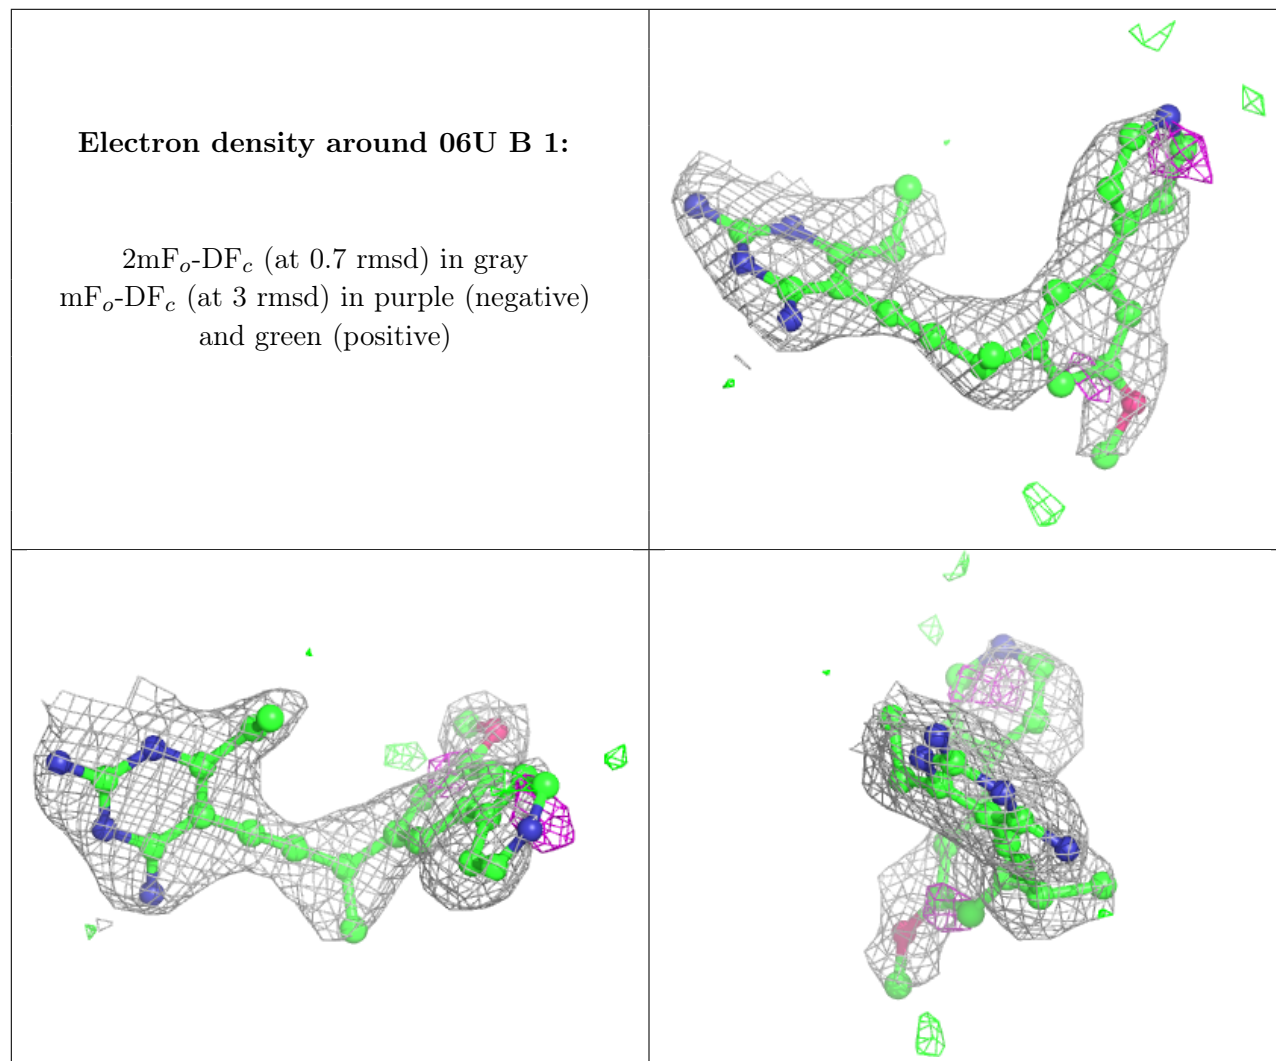 Electron density around 06U B 1:
2mFₒ-DF𝒸 (at 0.7 rmsd) in gray
mFₒ-DF𝒸 (at 3 rmsd) in purple (negative)
and green (positive)